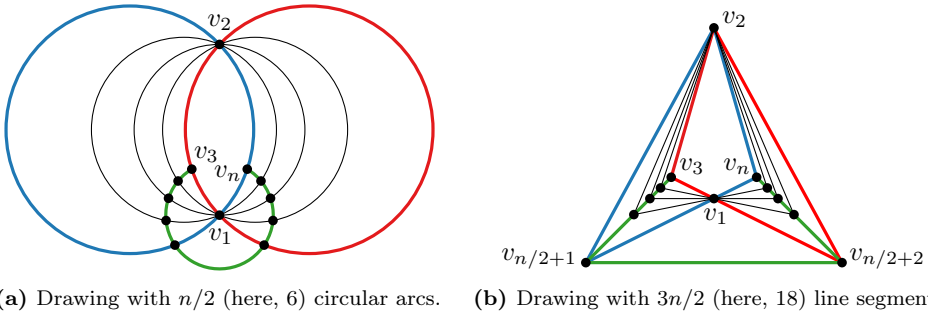 v₂
v₃
vₙ
v₁
(a) Drawing with n/2 (here, 6) circular arcs.
v₂
v₃
vₙ
v₁
vₙ/₂₊₁
vₙ/₂₊₂
(b) Drawing with 3n/2 (here, 18) line segmen